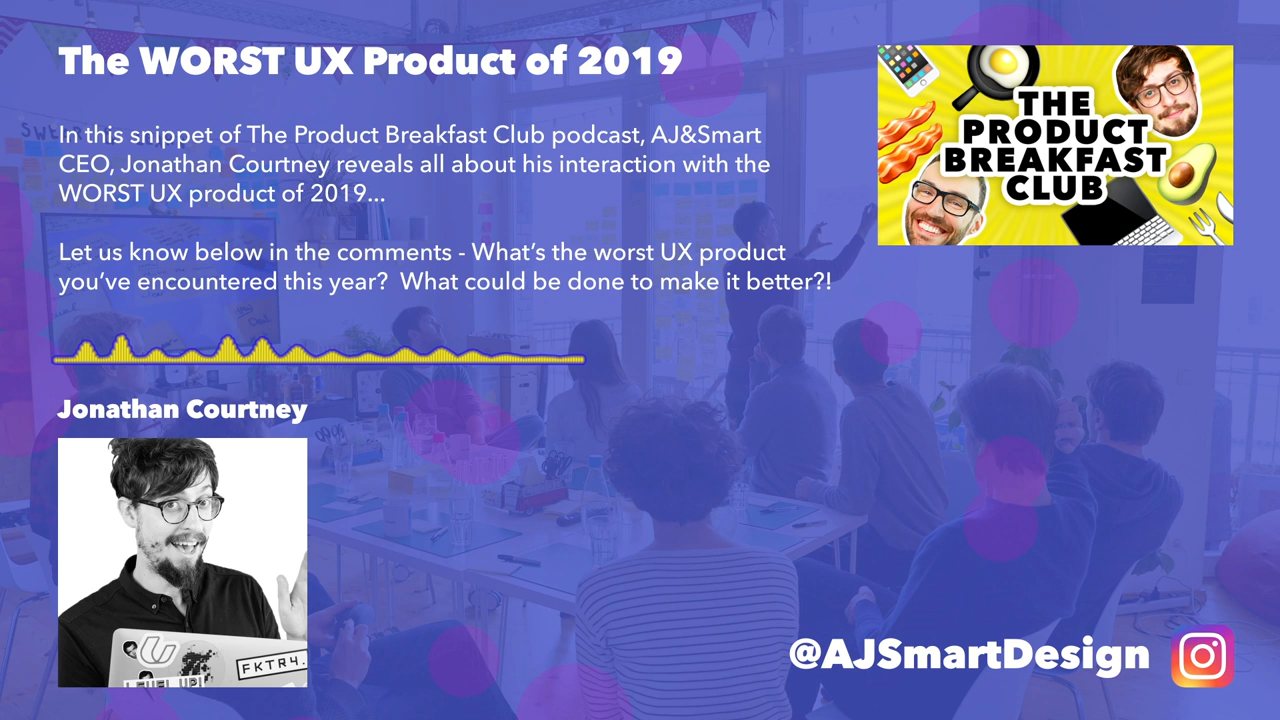 The WORST UX Product of 2019
In this snippet of The Product Breakfast Club podcast, AJ&Smart
CEO, Jonathan Courtney reveals all about his interaction with the
WORST UX product of 2019...
Let us know below in the comments - What's the worst UX product
you've encountered this year?  What could be done to make it better?!
THE
PRODUCT
BREAKFAST
CLUB
Jonathan Courtney
FKTR4.
LEVEL UP!
@AJSmartDesign